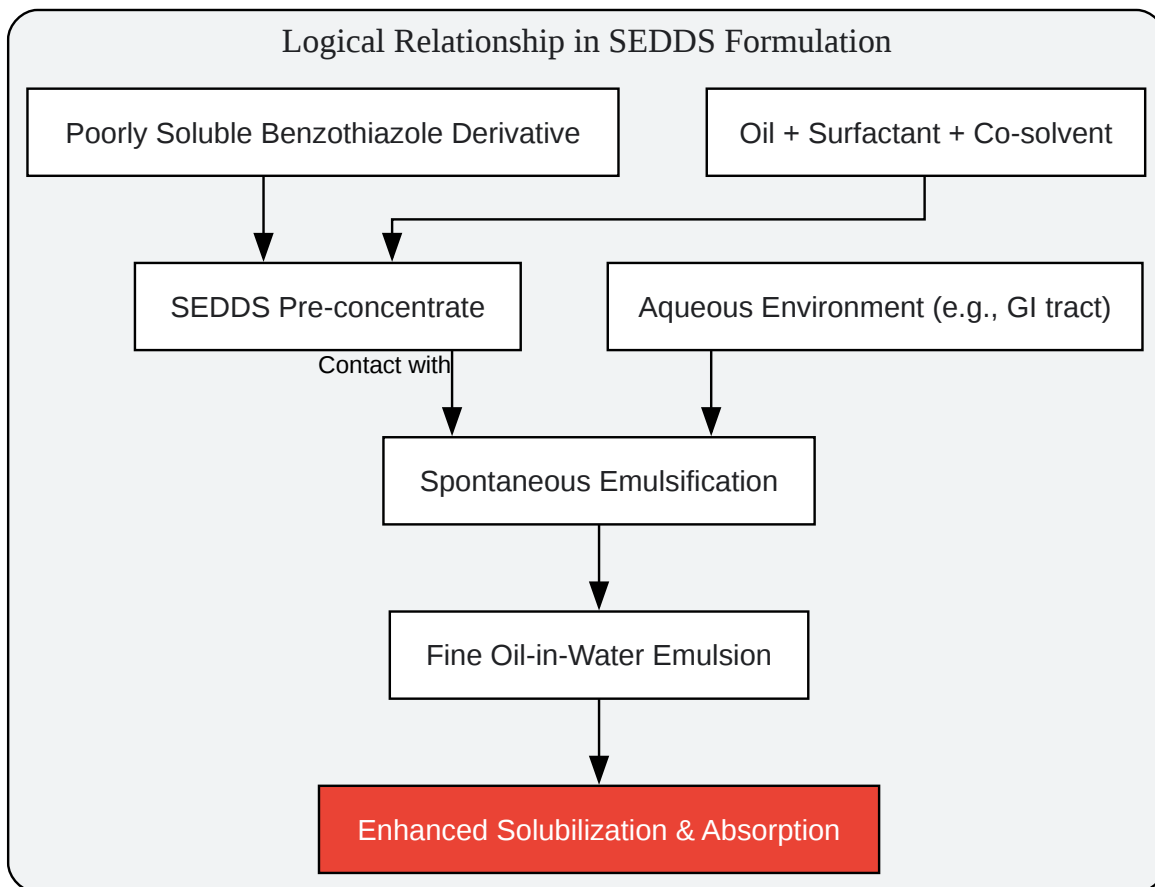 Logical Relationship in SEDDS Formulation
Poorly Soluble Benzothiazole Derivative
Oil + Surfactant + Co-solvent
SEDDS Pre-concentrate
Aqueous Environment (e.g., GI tract)
Contact with
Spontaneous Emulsification
Fine Oil-in-Water Emulsion
Enhanced Solubilization & Absorption